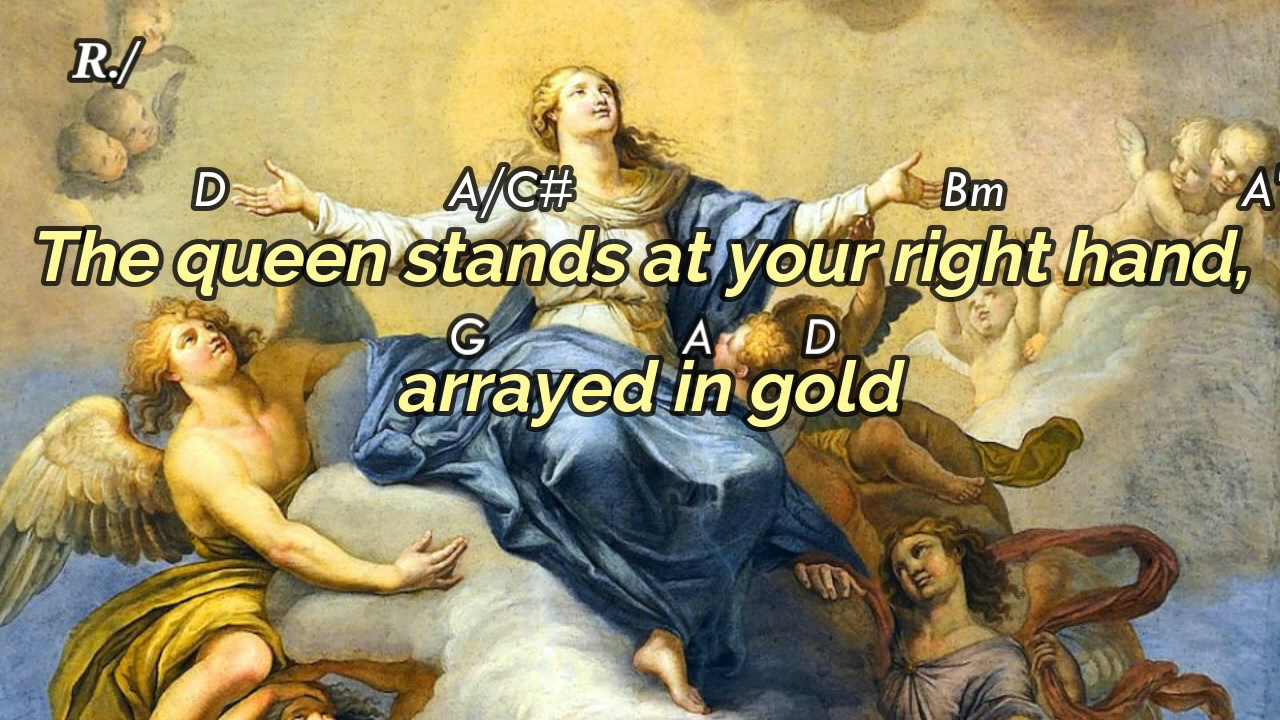 R./
D A/C# Bm
The queen stands at your right hand,
G A D
arrayed in gold